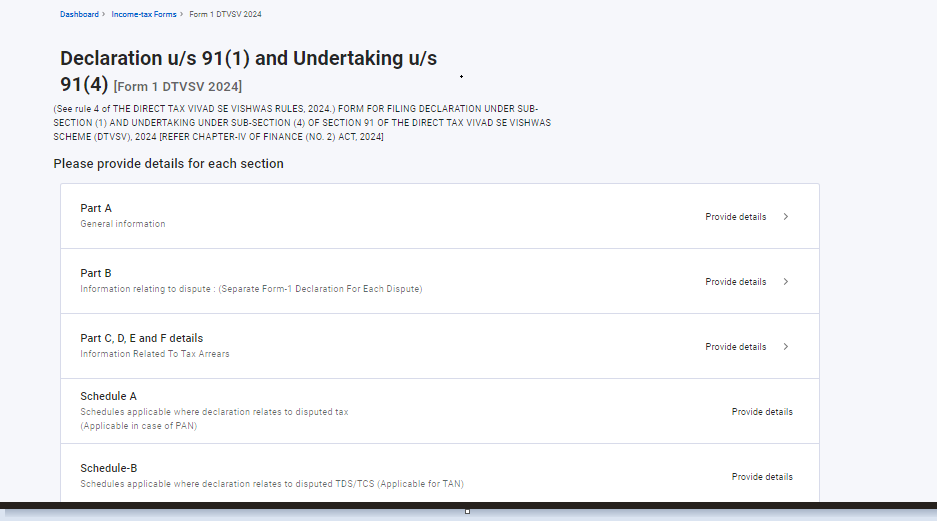 Dashboard > Income-tax Forms > Form 1 DTVSV 2024
Declaration u/s 91(1) and Undertaking u/s
91(4) [Form 1 DTVSV 2024]
(See rule 4 of THE DIRECT TAX VIVAD SE VISHWAS RULES, 2024.) FORM FOR FILING DECLARATION UNDER SUB-
SECTION (1) AND UNDERTAKING UNDER SUB-SECTION (4) OF SECTION 91 OF THE DIRECT TAX VIVAD SE VISHWAS
SCHEME (DTVSV), 2024 [REFER CHAPTER-IV OF FINANCE (NO. 2) ACT, 2024]
Please provide details for each section
Part A
General information
Provide details >
Part B
Information relating to dispute : (Separate Form-1 Declaration For Each Dispute)
Provide details >
Part C, D, E and F details
Information Related To Tax Arrears
Provide details >
Schedule A
Schedules applicable where declaration relates to disputed tax
(Applicable in case of PAN)
Provide details
Schedule-B
Schedules applicable where declaration relates to disputed TDS/TCS (Applicable for TAN)
Provide details